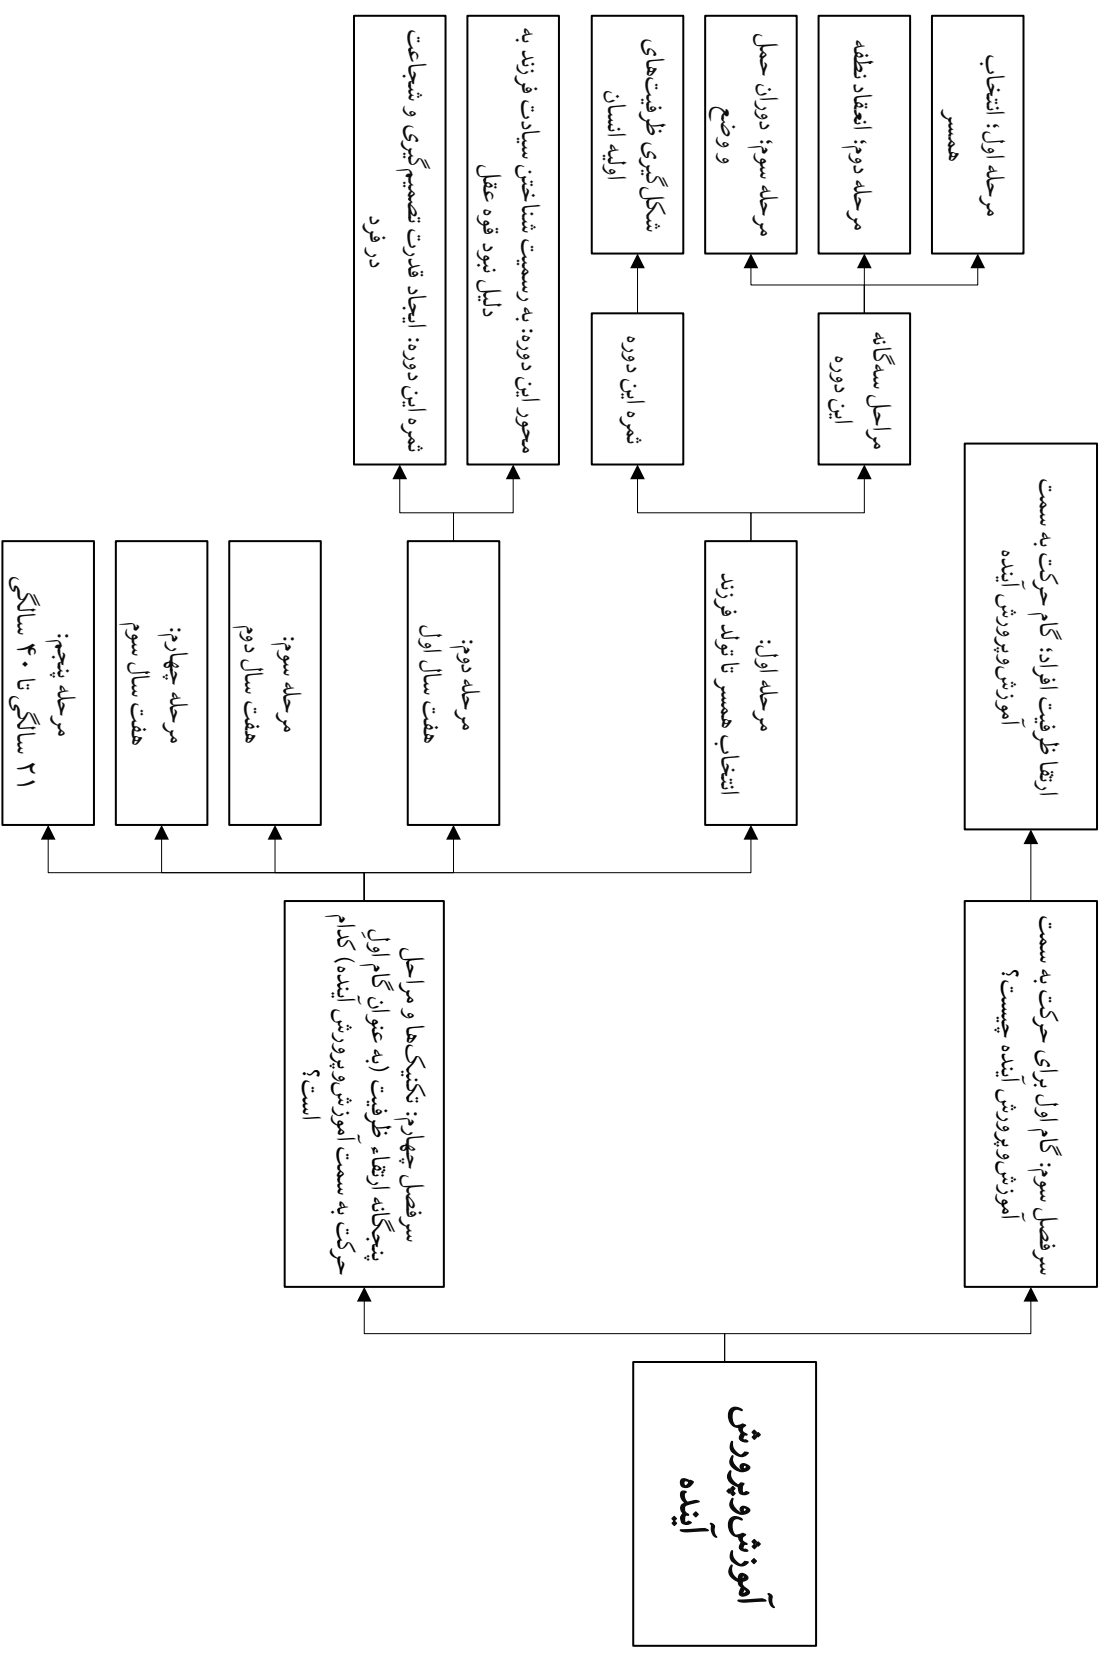 آموزش‌وپرورش
آینده
سرفصل سوم: گام اول برای حرکت به سمت
آموزش‌وپرورش آینده چیست؟
ارتقا ظرفیت افراد؛ گام حرکت به سمت
آموزش‌وپرورش آینده
سرفصل چهارم: تکنیک‌ها و مراحل
پنجگانه ارتقاء ظرفیت (به عنوان گام اولِ
حرکت به سمت آموزش‌وپرورش آینده) کدام
است؟
مرحله اول:
انتخاب همسر تا تولد فرزند
مراحل سه‌گانه
این دوره
مرحله اول؛ انتخاب
همسر
مرحله دوم؛ انعقاد نطفه
مرحله سوم؛ دوران حمل
و وضع
ثمره این دوره
شکل‌گیری ظرفیت‌های
اولیه انسان
مرحله دوم:
هفت سال اول
محور این دوره: به رسمیت شناختن سیادت فرزند به
دلیل نبود قوه عقل
ثمره این دوره: ایجاد قدرت تصمیم‌گیری و شجاعت
در فرد
مرحله سوم:
هفت سال دوم
مرحله چهارم:
هفت سال سوم
مرحله پنجم:
۲۱ سالگی تا ۴۰ سالگی